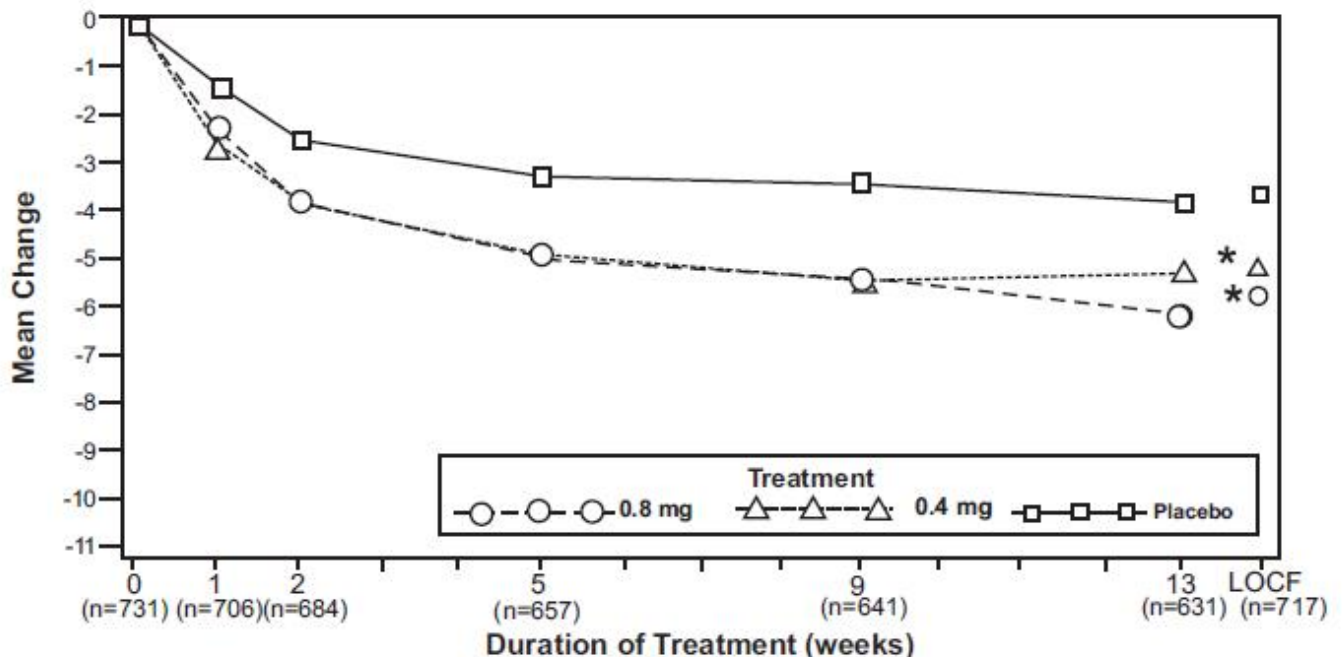 0
-1
-2
-3
-4
-5
-6
-7
-8
-9
-10
-11
Mean Change
*
*
Treatment
0.8 mg 0.4 mg Placebo
0 1 2 5 9 13 LOCF
(n=731) (n=706) (n=684) (n=657) (n=641) (n=631) (n=717)
Duration of Treatment (weeks)